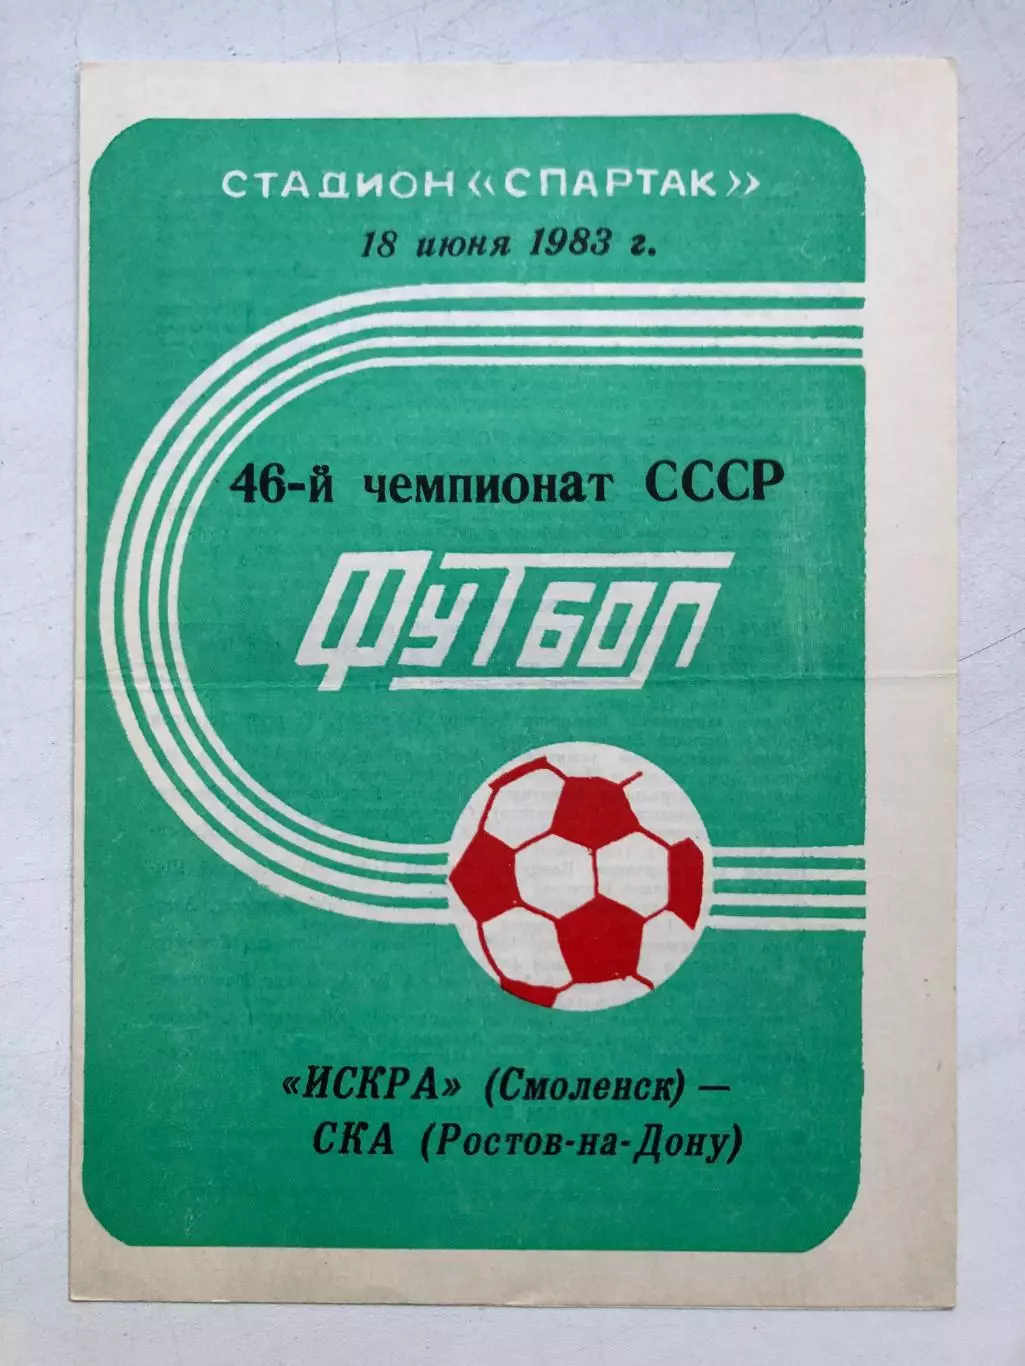 СТАДИОН «СПАРТАК»
18 июня 1983 г.
46-й чемпионат СССР
ФУТБОЛ
«ИСКРА» (Смоленск) —
СКА (Ростов-на-Дону)